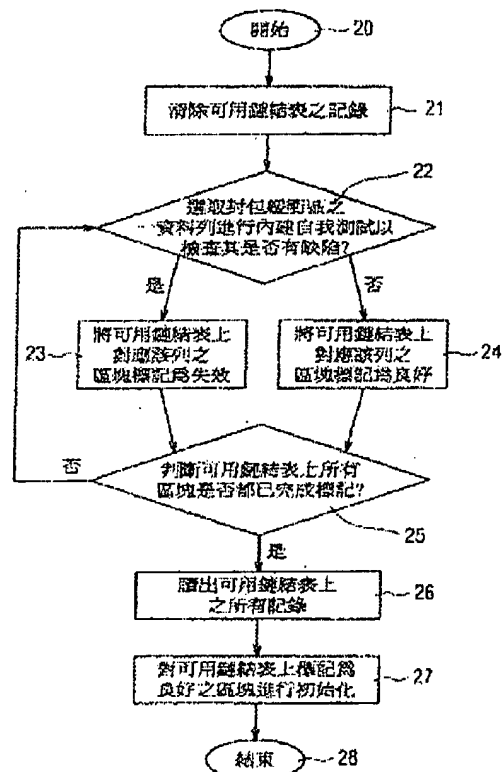 開始
20
清除可用鏈結表之記錄
21
22
選取封包緩衝區之
資料列進行內建自我測試以
檢查其是否有缺陷?
是
否
23
將可用鏈結表上
對應該列之
區塊標記為失效
將可用鏈結表上
對應該列之
區塊標記為良好
24
否
判斷可用鏈結表上所有
區塊是否都已完成標記?
25
是
讀出可用鏈結表上
之所有記錄
26
對可用鏈結表上標記為
良好之區塊進行初始化
27
結束
28